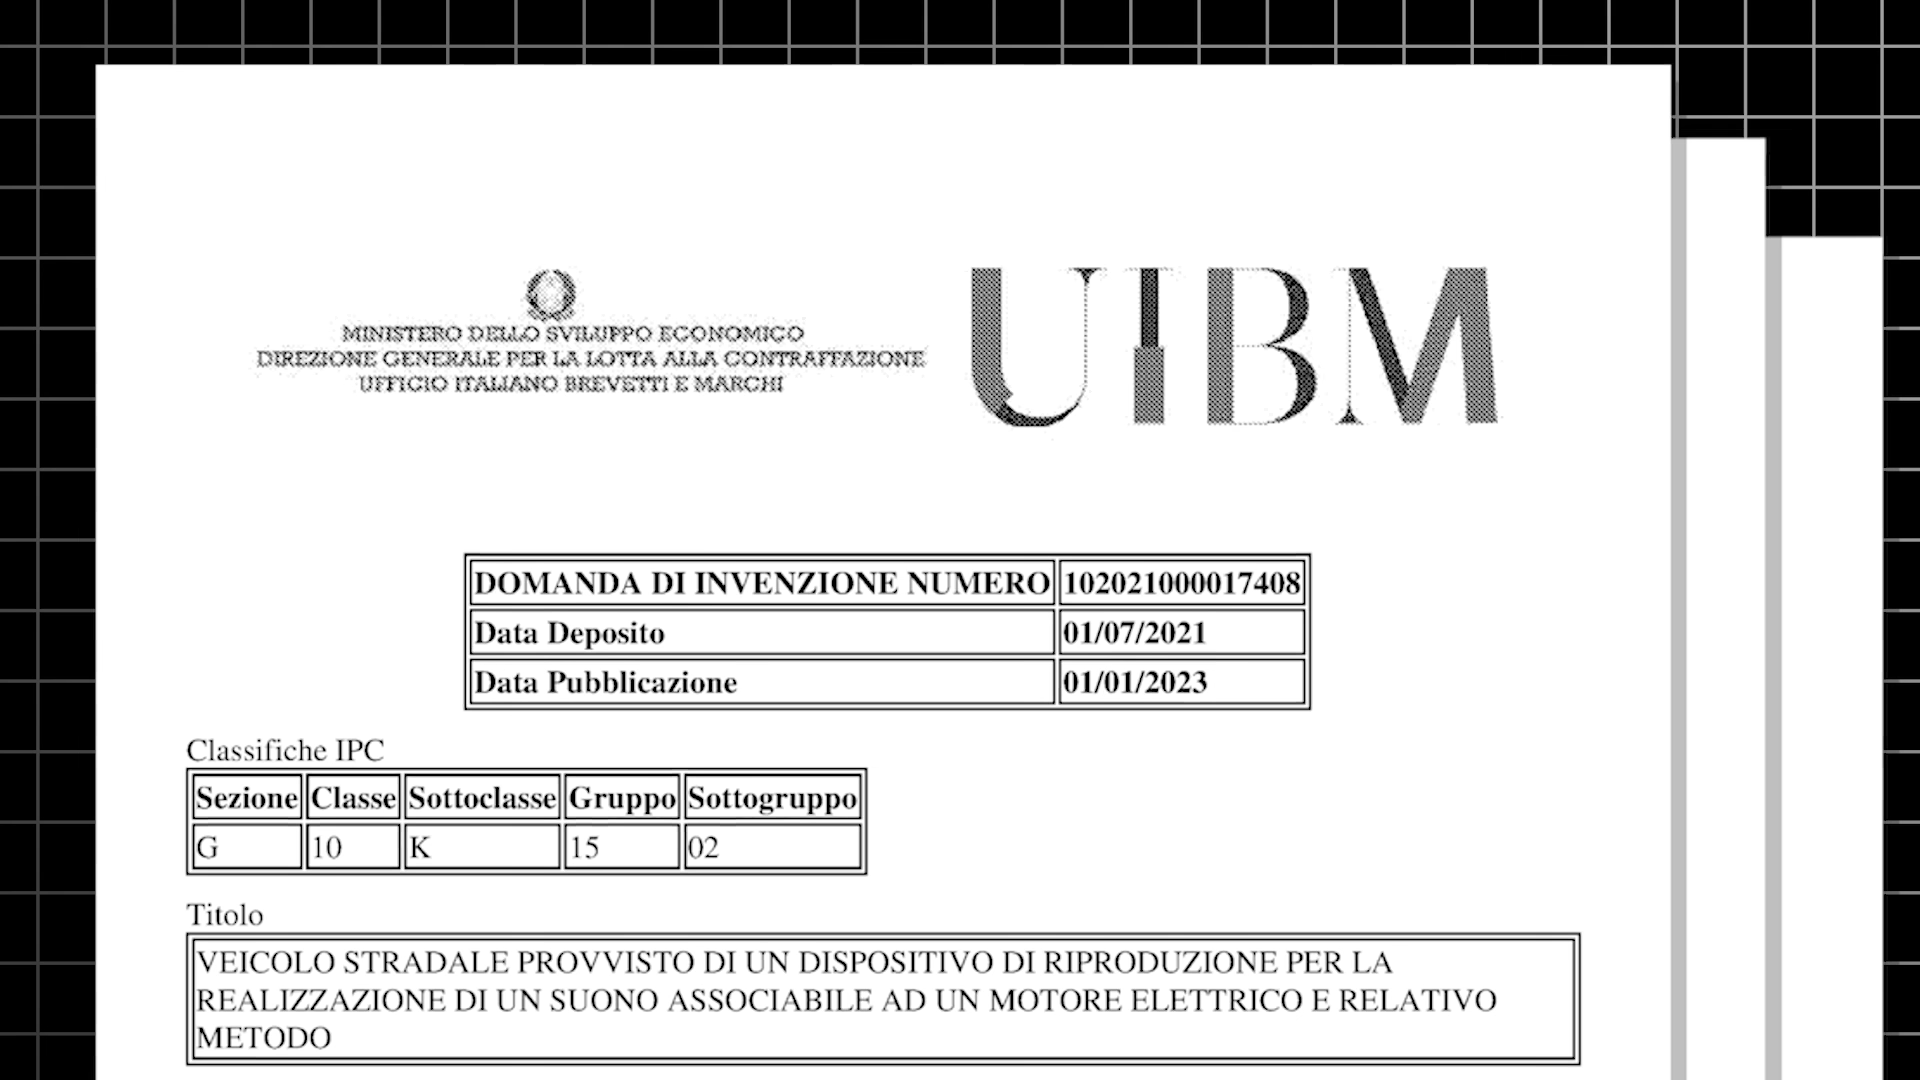 MINISTERO DELLO SVILUPPO ECONOMICO
DIREZIONE GENERALE PER LA LOTTA ALLA CONTRAFFAZIONE
UFFICIO ITALIANO BREVETTI E MARCHI
UIBM
DOMANDA DI INVENZIONE NUMERO 102021000017408
Data Deposito 01/07/2021
Data Pubblicazione 01/01/2023
Classifiche IPC
Sezione Classe Sottoclasse Gruppo Sottogruppo
G 10 K 15 02
Titolo
VEICOLO STRADALE PROVVISTO DI UN DISPOSITIVO DI RIPRODUZIONE PER LA
REALIZZAZIONE DI UN SUONO ASSOCIABILE AD UN MOTORE ELETTRICO E RELATIVO
METODO